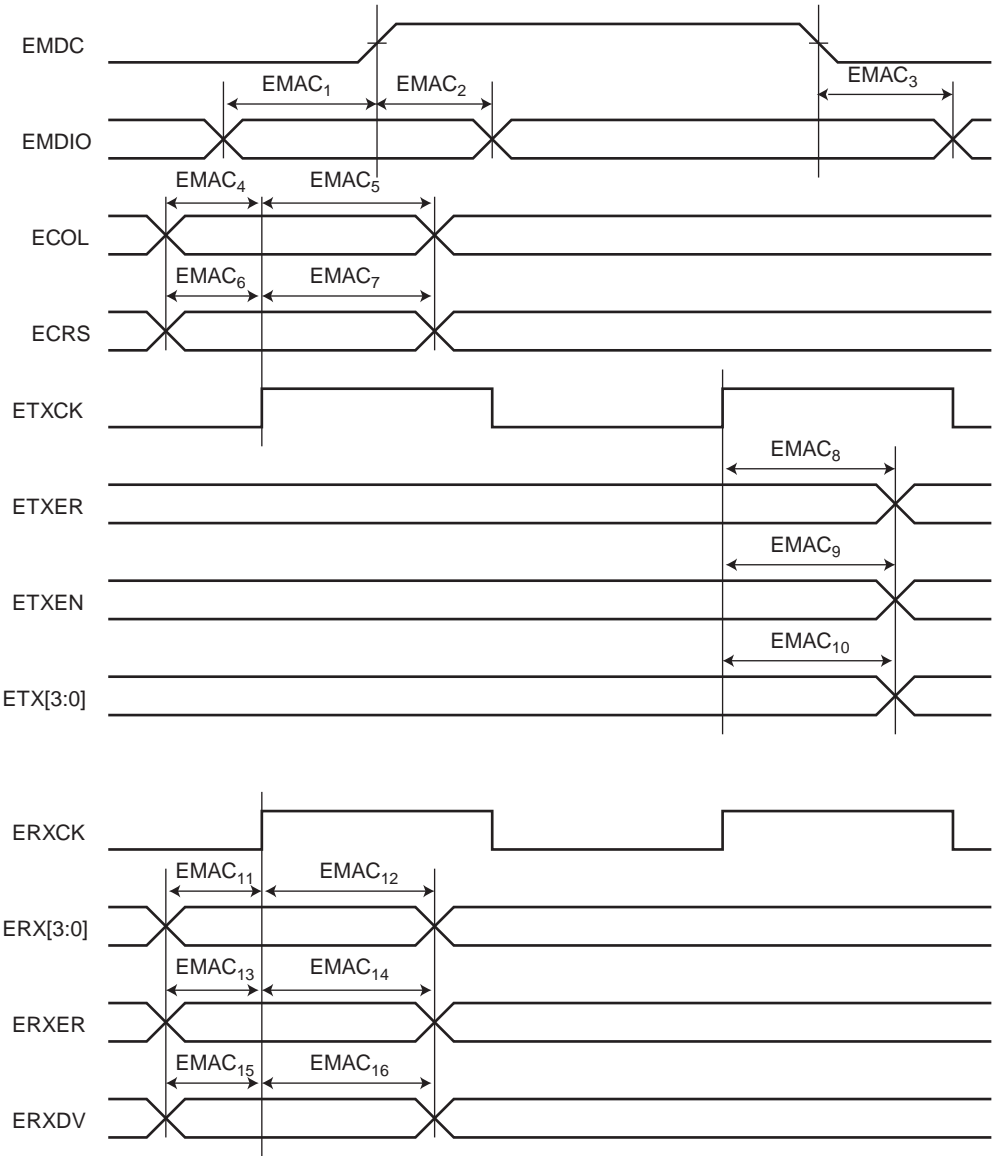 EMDC
EMAC1 EMAC2 EMAC3
EMDIO
EMAC4 EMAC5
ECOL
EMAC6 EMAC7
ECRS
ETXCK
EMAC8
ETXER
EMAC9
ETXEN
EMAC10
ETX[3:0]
ERXCK
EMAC11 EMAC12
ERX[3:0]
EMAC13 EMAC14
ERXER
EMAC15 EMAC16
ERXDV